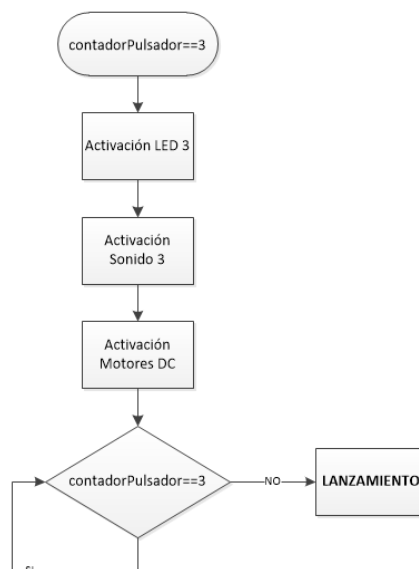 contadorPulsador==3
Activación LED 3
Activación
Sonido 3
Activación
Motores DC
contadorPulsador==3
NO
LANZAMIENTO